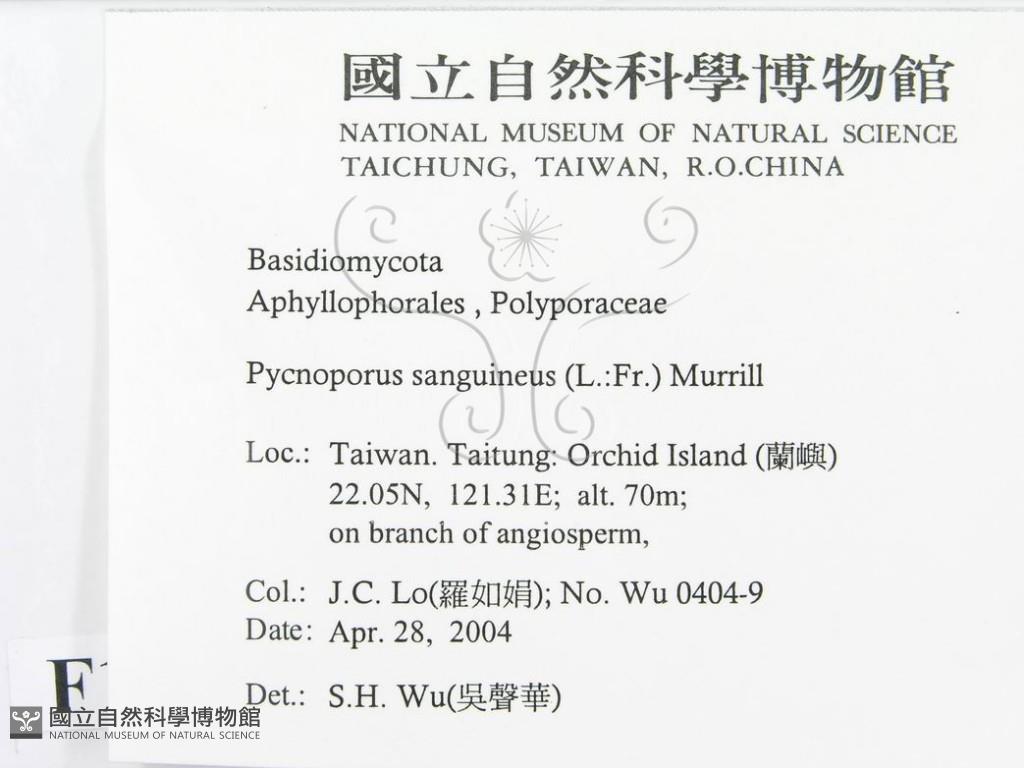 國立自然科學博物館
NATIONAL MUSEUM OF NATURAL SCIENCE
TAICHUNG, TAIWAN, R.O.CHINA
Basidiomycota
Aphyllophorales , Polyporaceae
Pycnoporus sanguineus (L.:Fr.) Murrill
Loc.: Taiwan. Taitung: Orchid Island (蘭嶼)
22.05N, 121.31E; alt. 70m;
on branch of angiosperm,
Col.: J.C. Lo(羅如娟); No. Wu 0404-9
Date: Apr. 28, 2004
Det.: S.H. Wu(吳聲華)
國立自然科學博物館
NATIONAL MUSEUM OF NATURAL SCIENCE